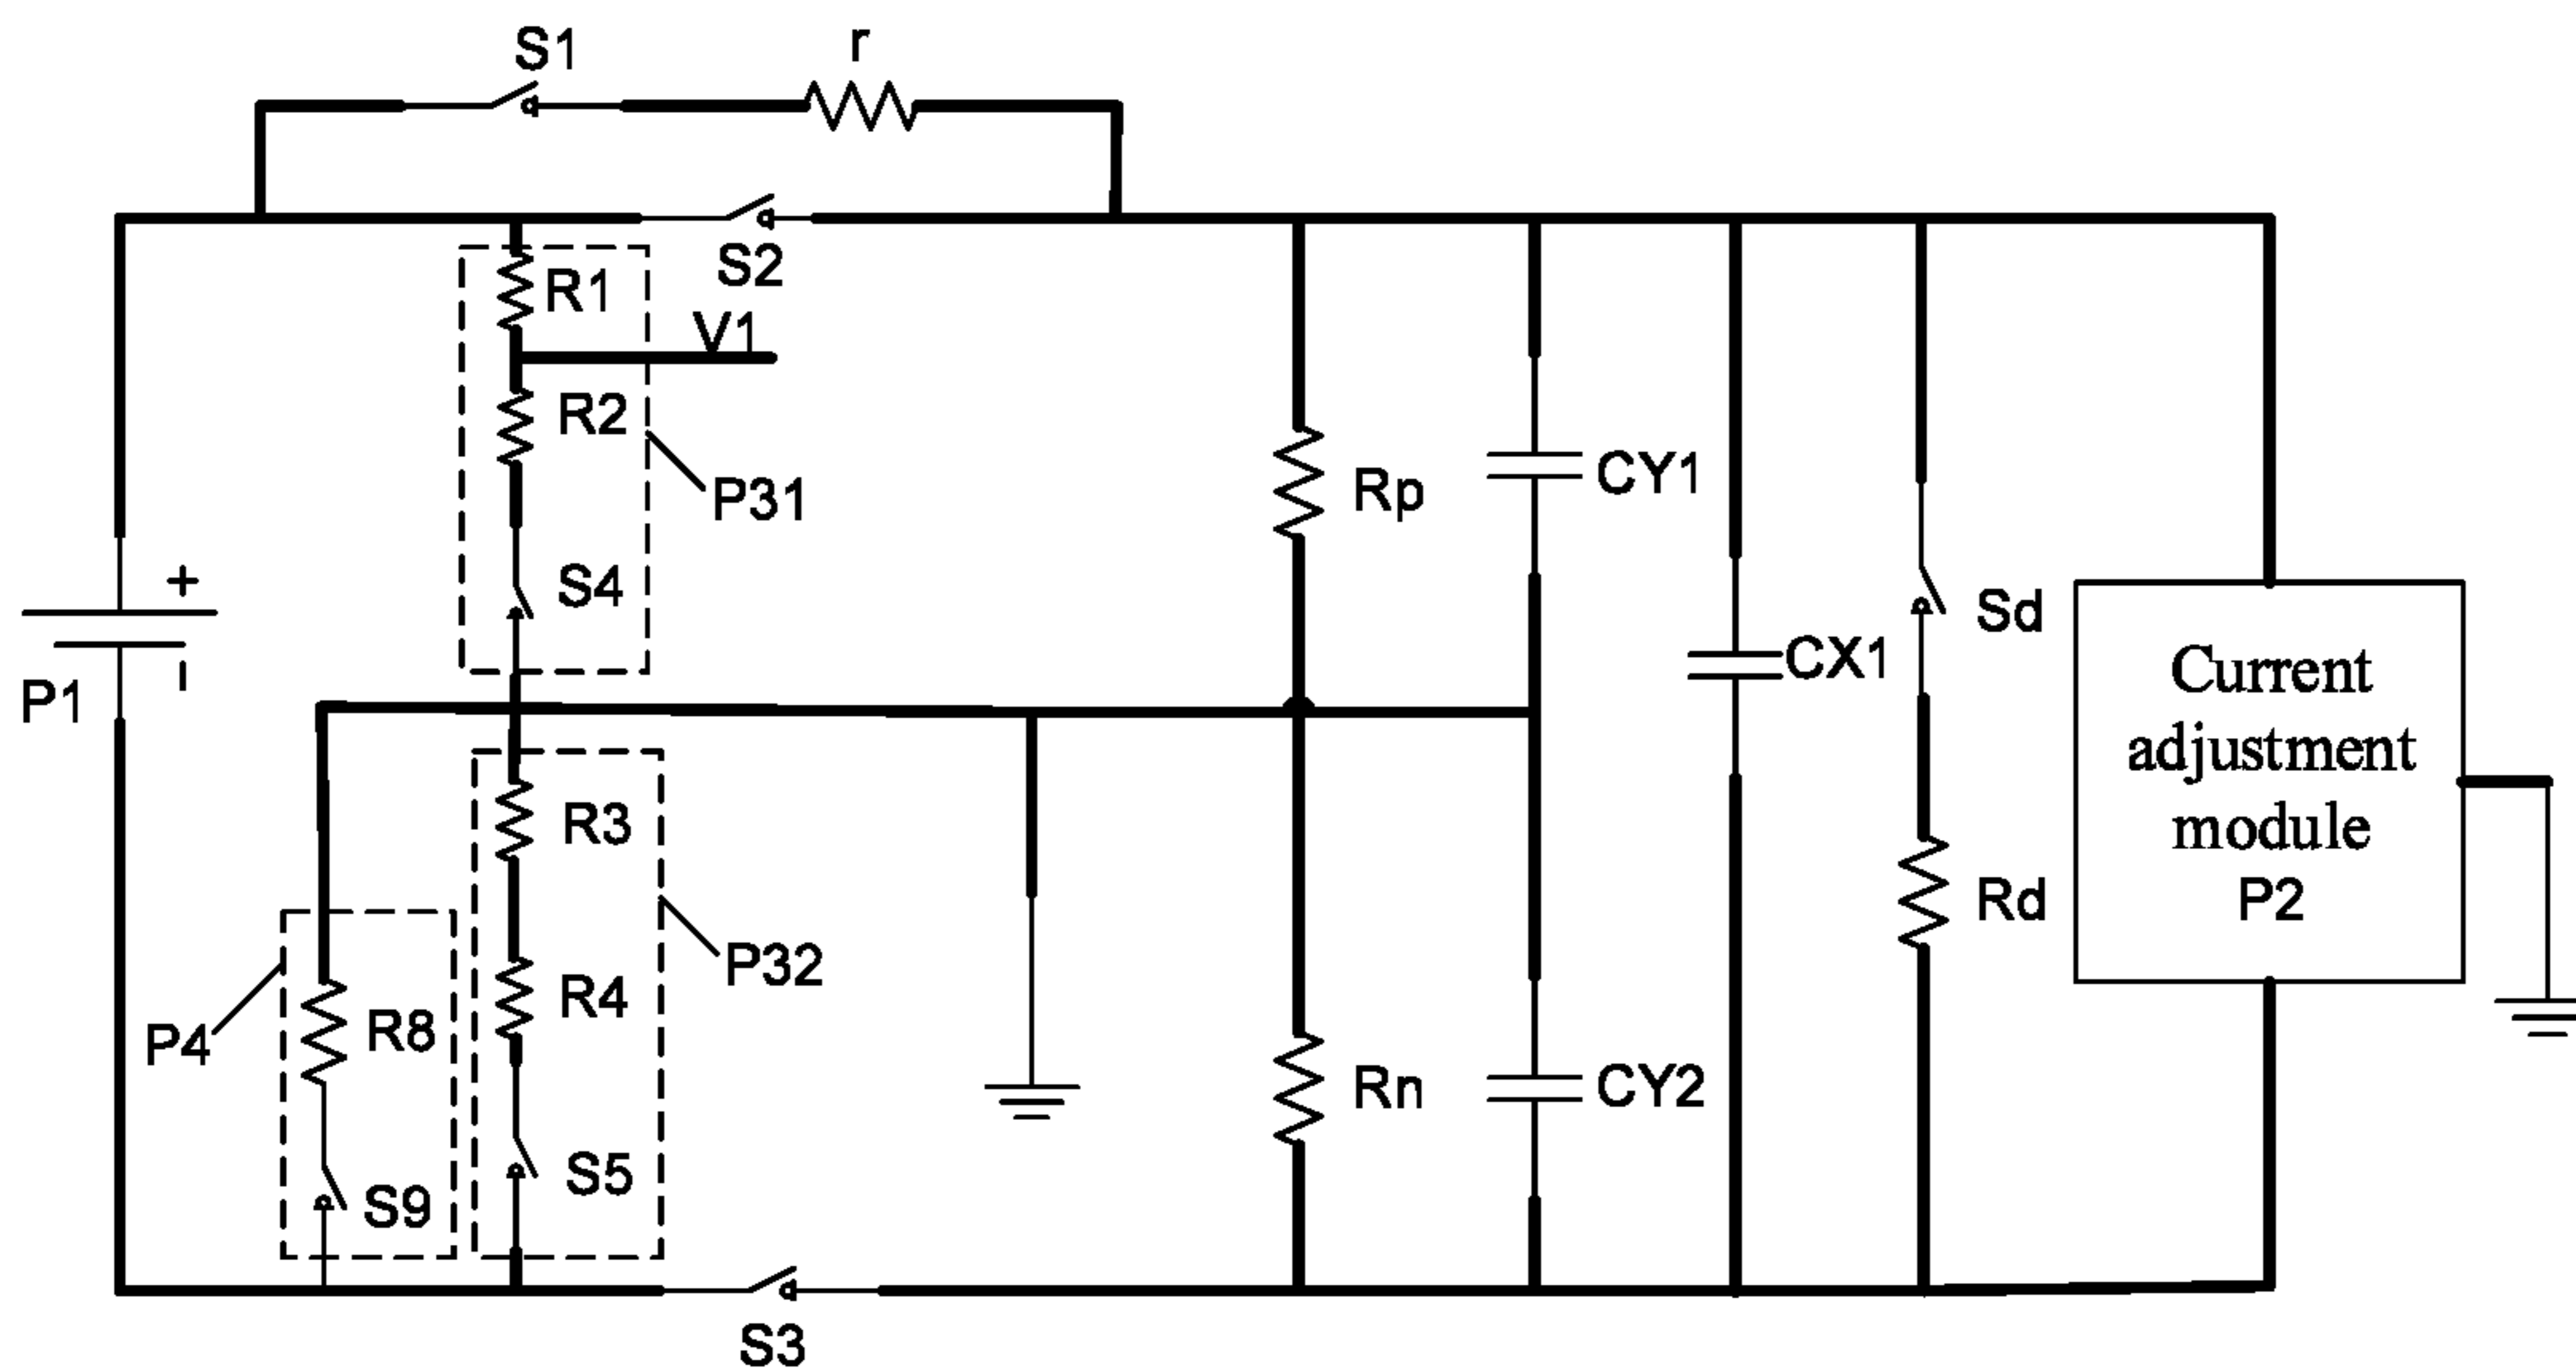 S1
r
S2
R1
V1
R2
P31
S4
Rp
CY1
+
-
P1
CX1
Sd
Current
adjustment
module
P2
R3
P32
R4
Rd
P4
R8
Rn
CY2
S5
S9
S3